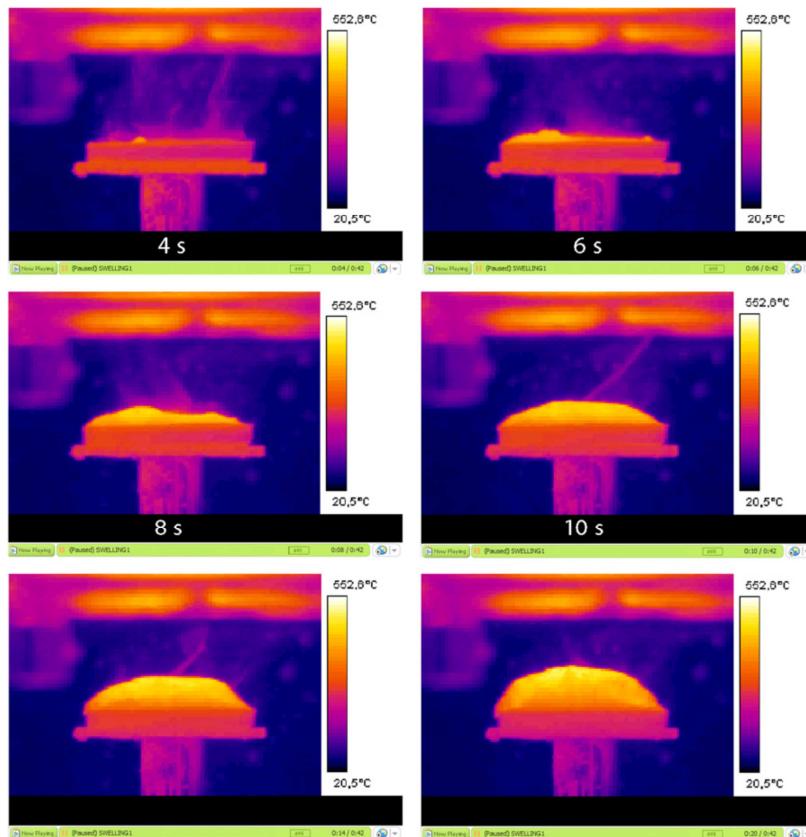 552,8°C
20,5°C
4 s
Now Playing (Paused) SWELLING1 0:04 / 0:42
552,8°C
20,5°C
6 s
Now Playing (Paused) SWELLING1 0:06 / 0:42
552,8°C
20,5°C
8 s
Now Playing (Paused) SWELLING1 0:08 / 0:42
552,8°C
20,5°C
10 s
Now Playing (Paused) SWELLING1 0:10 / 0:42
552,8°C
20,5°C
Now Playing (Paused) SWELLING1 0:14 / 0:42
552,8°C
20,5°C
Now Playing (Paused) SWELLING1 0:20 / 0:42